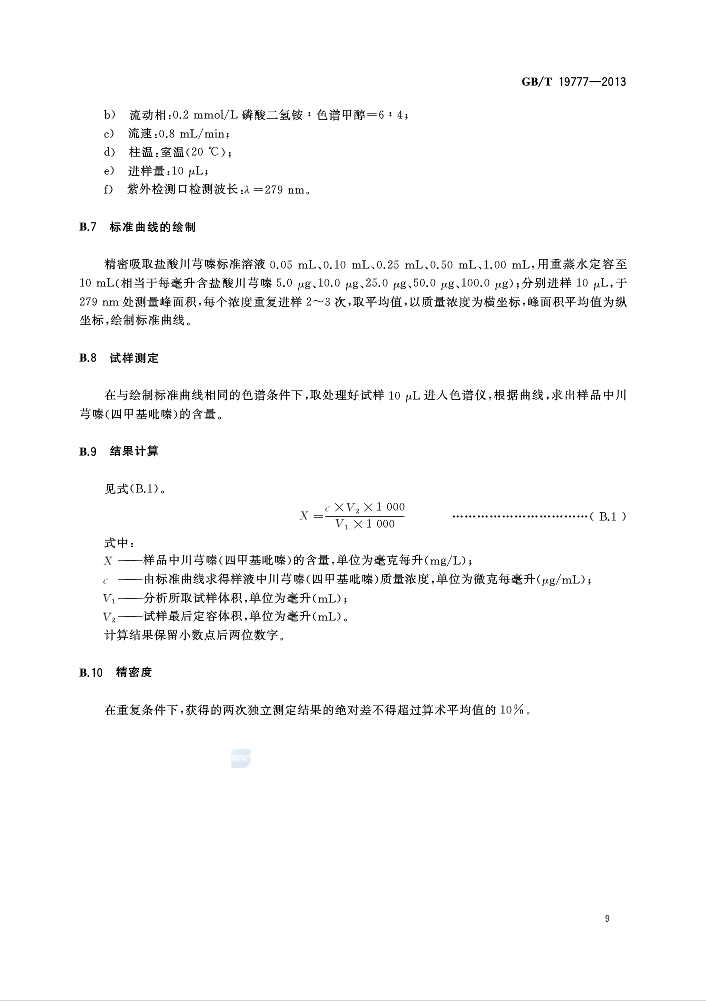 GB/T 19777—2013
b) 流动相:0.2 mmol/L 磷酸二氢铵:色谱甲醇=6:4;
c) 流速:0.8 mL/min;
d) 柱温:室温(20 ℃);
e) 进样量:10 μL;
f) 紫外检测口检测波长:λ=279 nm。
B.7 标准曲线的绘制
精密吸取盐酸川芎嗪标准溶液 0.05 mL、0.10 mL、0.25 mL、0.50 mL、1.00 mL,用重蒸水定容至
10 mL(相当于每毫升含盐酸川芎嗪 5.0 μg、10.0 μg、25.0 μg、50.0 μg、100.0 μg);分别进样 10 μL,于
279 nm 处测量峰面积,每个浓度重复进样 2～3 次,取平均值,以质量浓度为横坐标,峰面积平均值为纵
坐标,绘制标准曲线。
B.8 试样测定
在与绘制标准曲线相同的色谱条件下,取处理好试样 10 μL 进入色谱仪,根据曲线,求出样品中川
芎嗪(四甲基吡嗪)的含量。
B.9 结果计算
见式(B.1)。
X = c×V₂×1 000 / V₁×1 000 ……………………………( B.1 )
式中:
X ——样品中川芎嗪(四甲基吡嗪)的含量,单位为毫克每升(mg/L);
c ——由标准曲线求得样液中川芎嗪(四甲基吡嗪)质量浓度,单位为微克每毫升(μg/mL);
V₁——分析所取试样体积,单位为毫升(mL);
V₂——试样最后定容体积,单位为毫升(mL)。
计算结果保留小数点后两位数字。
B.10 精密度
在重复条件下,获得的两次独立测定结果的绝对差不得超过算术平均值的 10%。
9